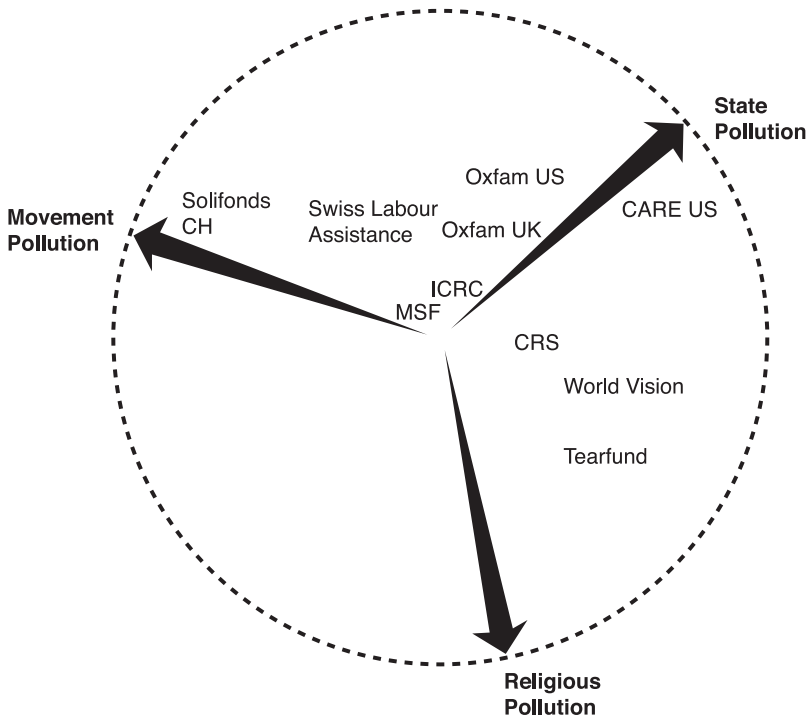 State
Pollution
Oxfam US
Solifonds
CH
Swiss Labour
Assistance
CARE US
Movement
Pollution
Oxfam UK
ICRC
MSF
CRS
World Vision
Tearfund
Religious
Pollution